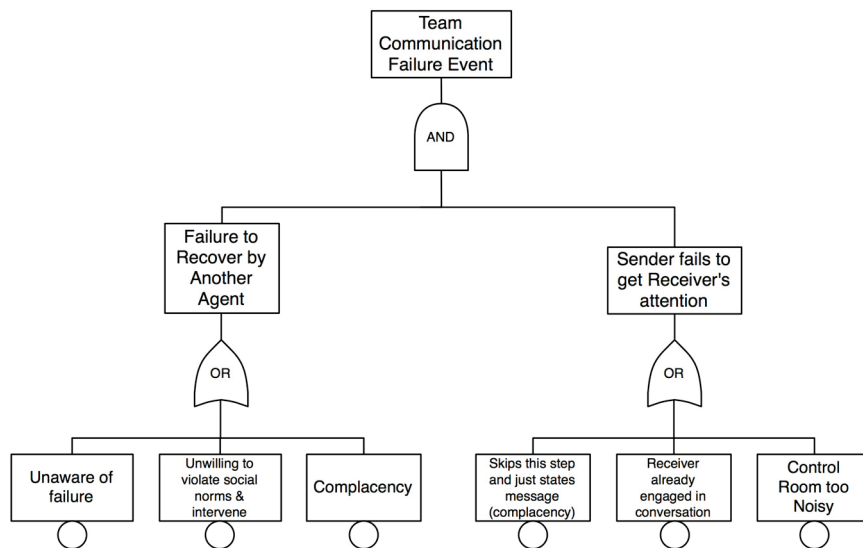 Team
Communication
Failure Event
AND
Failure to
Recover by
Another
Agent
Sender fails to
get Receiver's
attention
OR
OR
Unaware of
failure
Unwilling to
violate social
norms &
intervene
Complacency
Skips this step
and just states
message
(complacency)
Receiver
already
engaged in
conversation
Control
Room too
Noisy